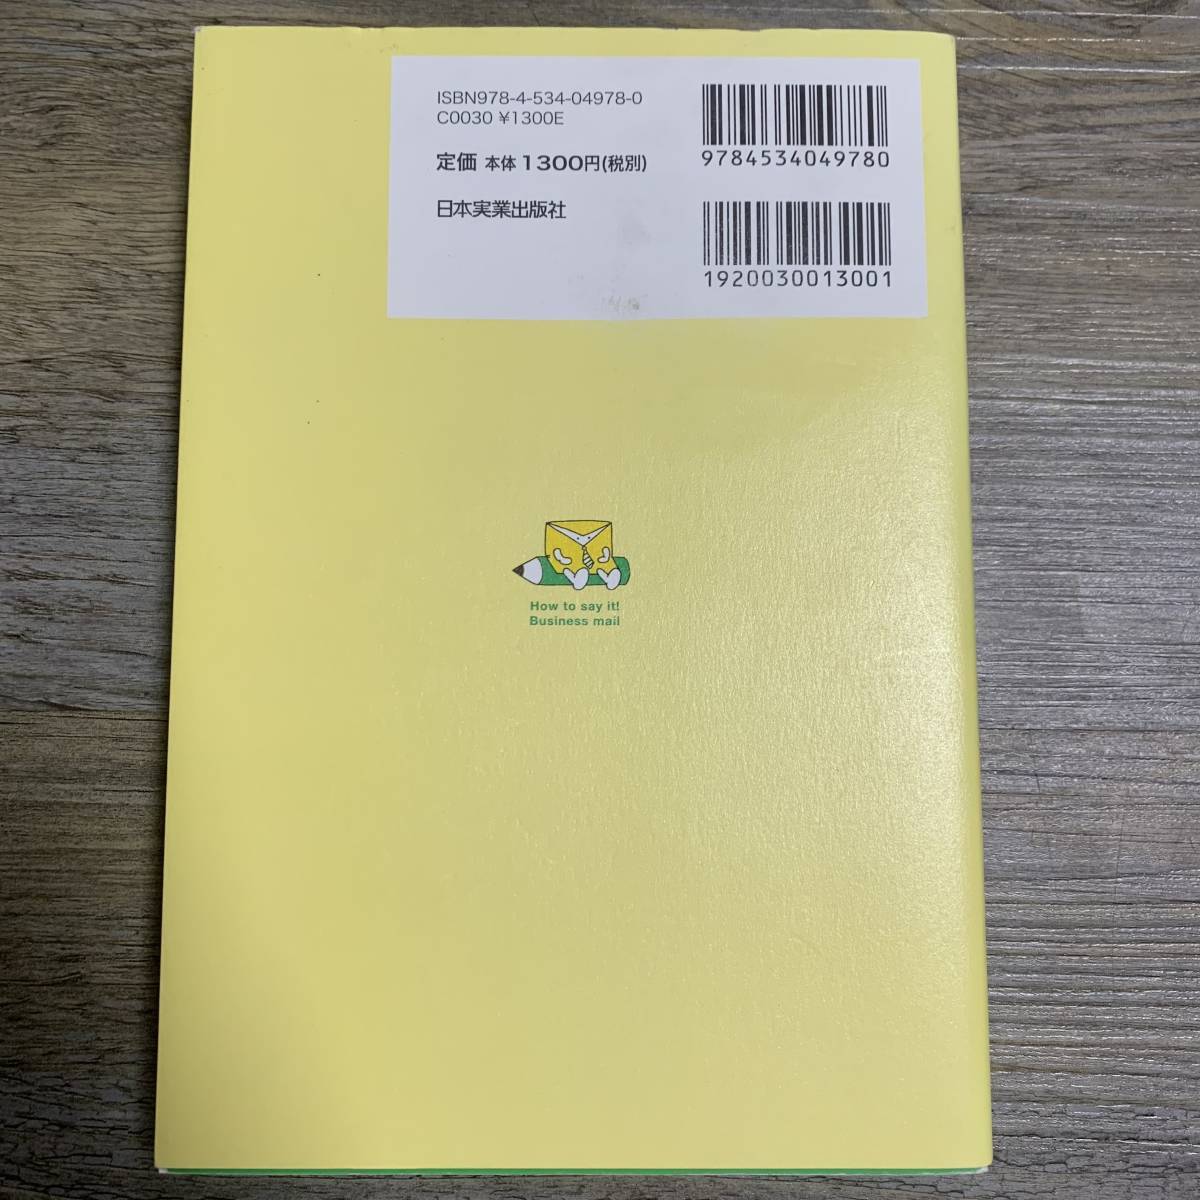 ISBN978-4-534-04978-0
C0030 ¥1300E
定価 本体1300円(税別)
日本実業出版社
9784534049780
1920030013001
How to say it!
Business mail